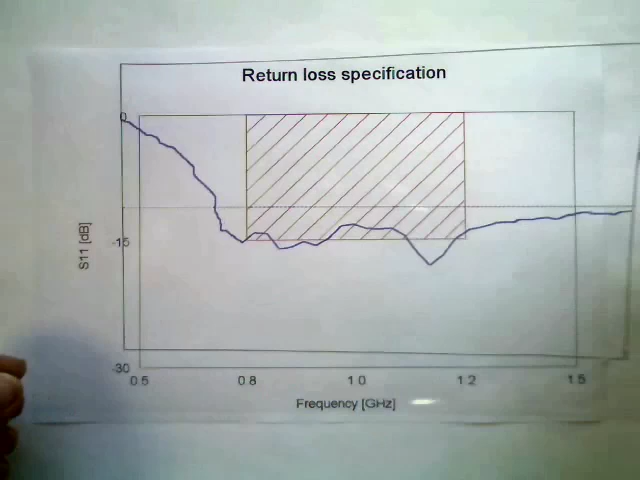 Return loss specification
0
-15
-30
S11 [dB]
0.5 0.8 1.0 1.2 1.5
Frequency [GHz]